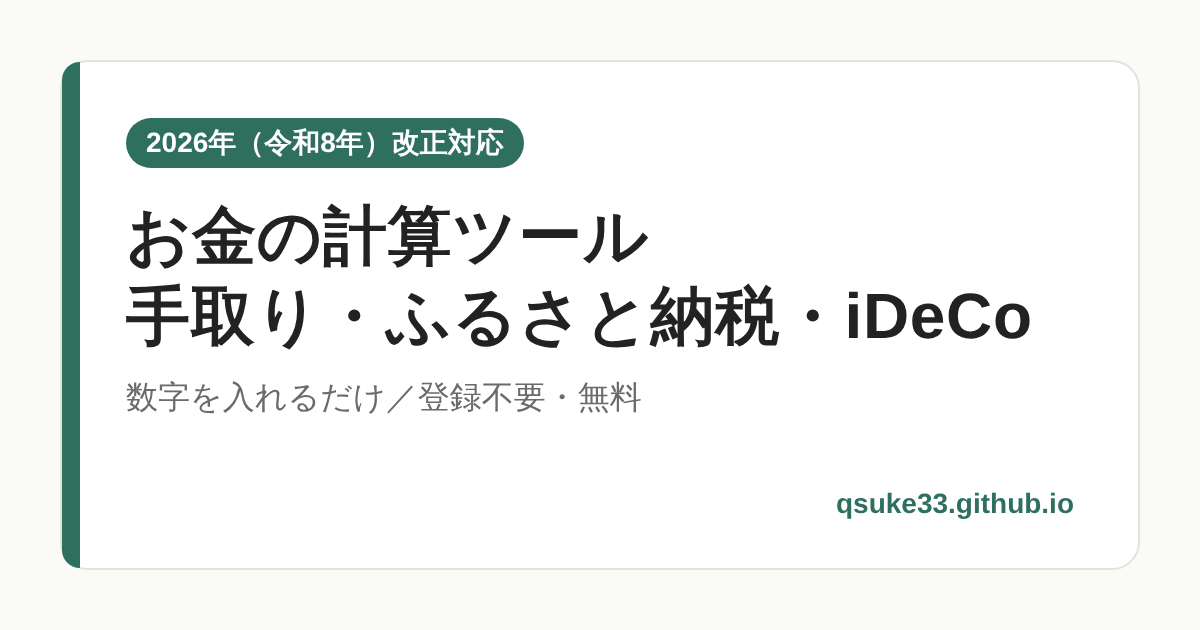 2026年（令和8年）改正対応
お金の計算ツール
手取り・ふるさと納税・iDeCo
数字を入れるだけ／登録不要・無料
qsuke33.github.io